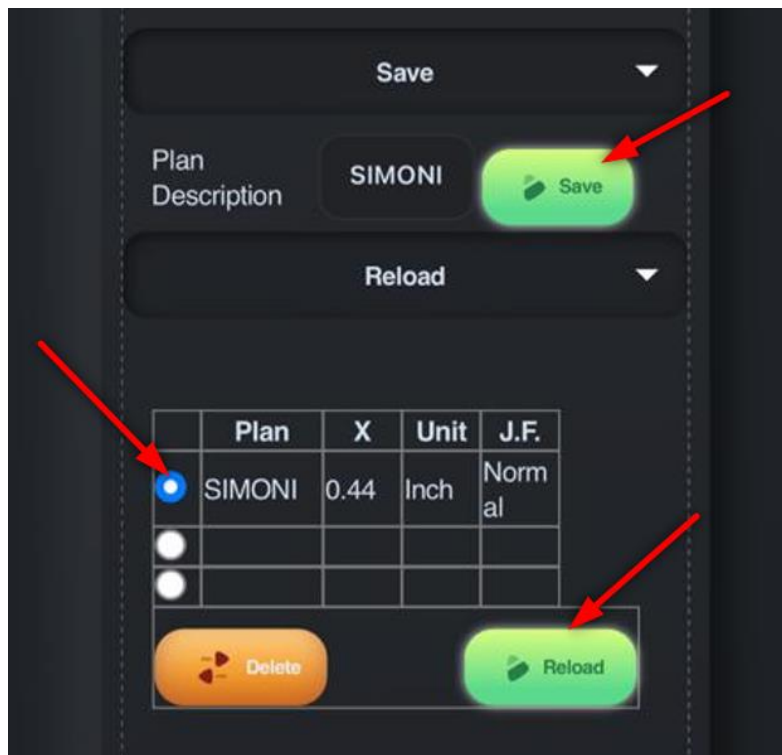 Save
Plan
Description
SIMONI
Save
Reload
Plan X Unit J.F.
SIMONI 0.44 Inch Norm
al
Delete
Reload